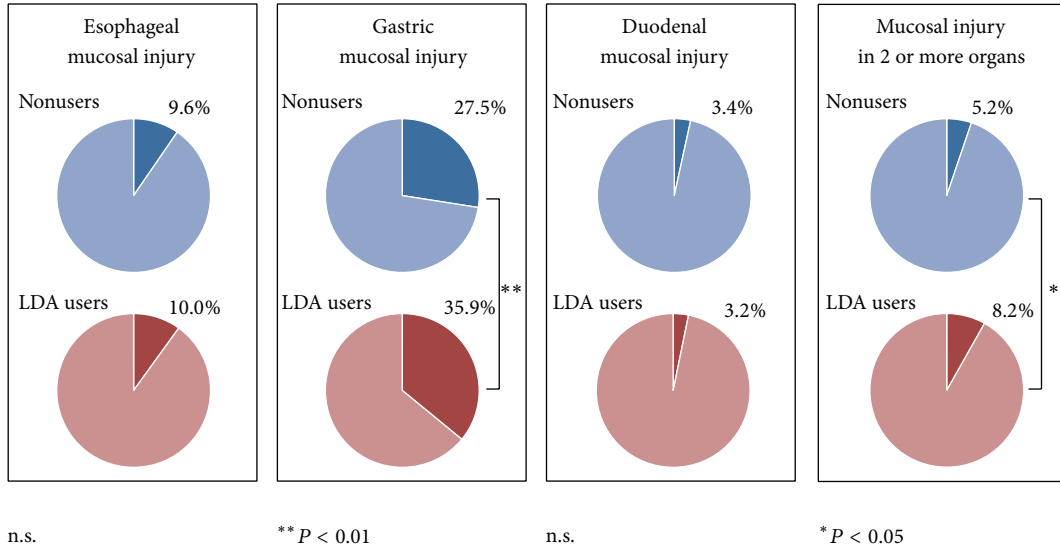 Esophageal
mucosal injury
Nonusers
9.6%
LDA users
10.0%
n.s.
Gastric
mucosal injury
Nonusers
27.5%
**
LDA users
35.9%
** P < 0.01
Duodenal
mucosal injury
Nonusers
3.4%
LDA users
3.2%
n.s.
Mucosal injury
in 2 or more organs
Nonusers
5.2%
*
LDA users
8.2%
* P < 0.05